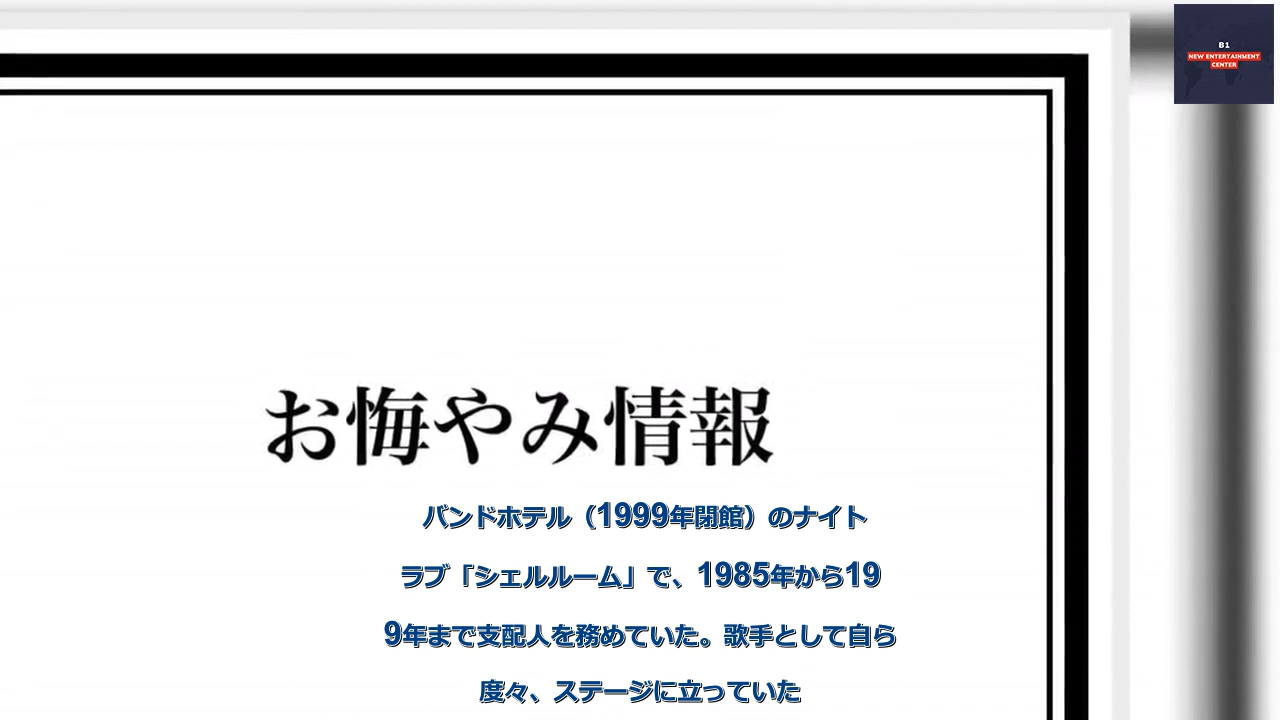 B1
NEW ENTERTAINMENT
CENTER
お悔やみ情報
バンドホテル（1999年閉館）のナイト
ラブ「シェルルーム」で、1985年から19
9年まで支配人を務めていた。歌手として自ら
度々、ステージに立っていた